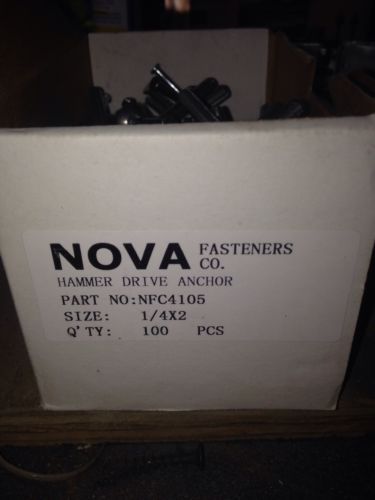 NOVA FASTENERS CO.
HAMMER DRIVE ANCHOR
PART NO:NFC4105
SIZE: 1/4X2
Q'TY: 100 PCS